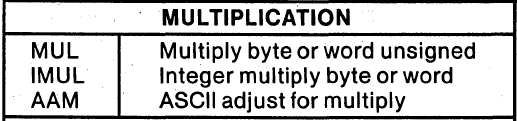 MULTIPLICATION
MUL Multiply byte or word unsigned
IMUL Integer multiply byte or word
AAM ASCII adjust for multiply